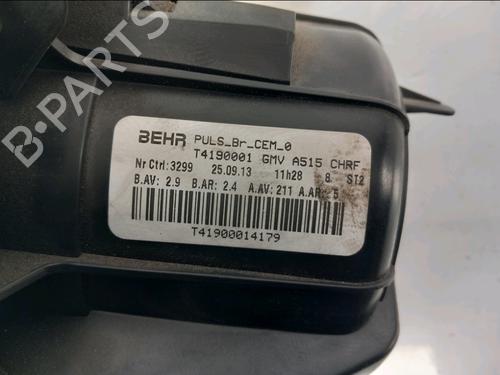 B-PARTS
BEHR PULS_Br_CEM_0
T4190001 GMV A515 CHRF
Nr Ctrl: 3299 25.09.13 11h28 8 ST2
B.AV: 2.9 B.AR: 2.4 A.AV: 211 A.AR: 5
T41900014179